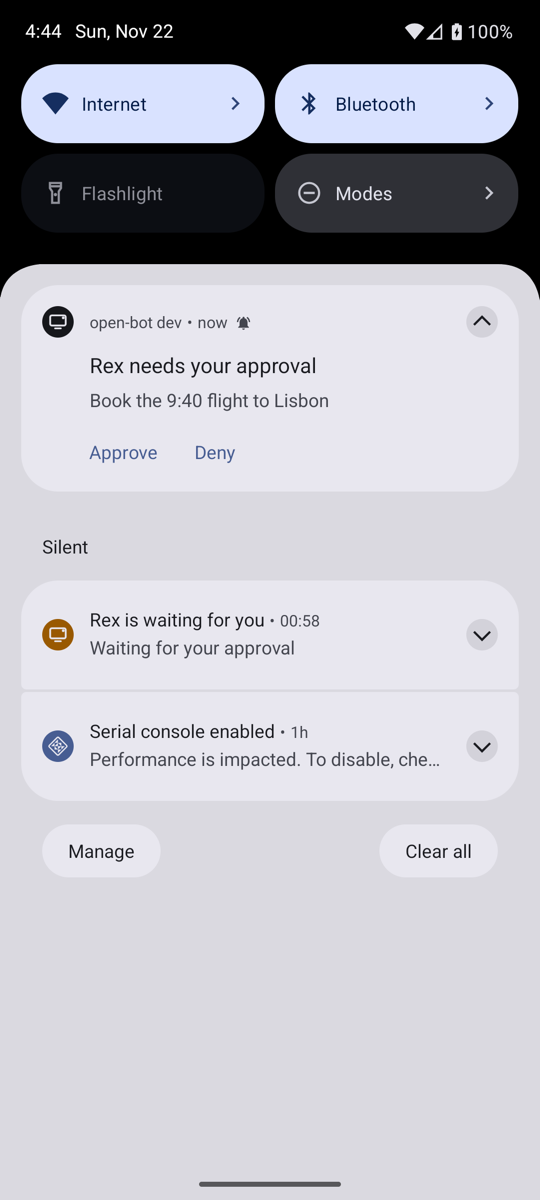 4:44 Sun, Nov 22 100%
Internet
Bluetooth
Flashlight
Modes
open-bot dev • now
Rex needs your approval
Book the 9:40 flight to Lisbon
Approve Deny
Silent
Rex is waiting for you • 00:58
Waiting for your approval
Serial console enabled • 1h
Performance is impacted. To disable, che…
Manage
Clear all